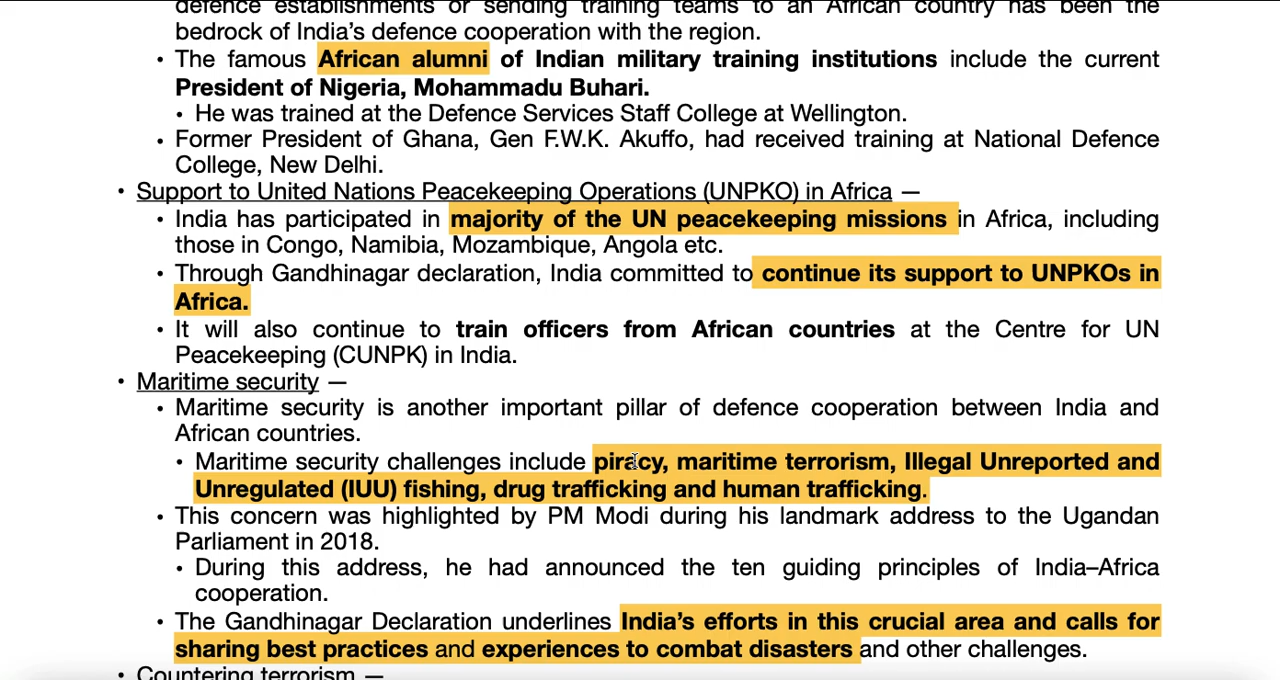 defence establishments or sending training teams to an African country has been the
bedrock of India's defence cooperation with the region.
• The famous African alumni of Indian military training institutions include the current
President of Nigeria, Mohammadu Buhari.
• He was trained at the Defence Services Staff College at Wellington.
• Former President of Ghana, Gen F.W.K. Akuffo, had received training at National Defence
College, New Delhi.
• Support to United Nations Peacekeeping Operations (UNPKO) in Africa —
• India has participated in majority of the UN peacekeeping missions in Africa, including
those in Congo, Namibia, Mozambique, Angola etc.
• Through Gandhinagar declaration, India committed to continue its support to UNPKOs in
Africa.
• It will also continue to train officers from African countries at the Centre for UN
Peacekeeping (CUNPK) in India.
• Maritime security —
• Maritime security is another important pillar of defence cooperation between India and
African countries.
• Maritime security challenges include piracy, maritime terrorism, Illegal Unreported and
Unregulated (IUU) fishing, drug trafficking and human trafficking.
• This concern was highlighted by PM Modi during his landmark address to the Ugandan
Parliament in 2018.
• During this address, he had announced the ten guiding principles of India–Africa
cooperation.
• The Gandhinagar Declaration underlines India's efforts in this crucial area and calls for
sharing best practices and experiences to combat disasters and other challenges.
• Countering terrorism —